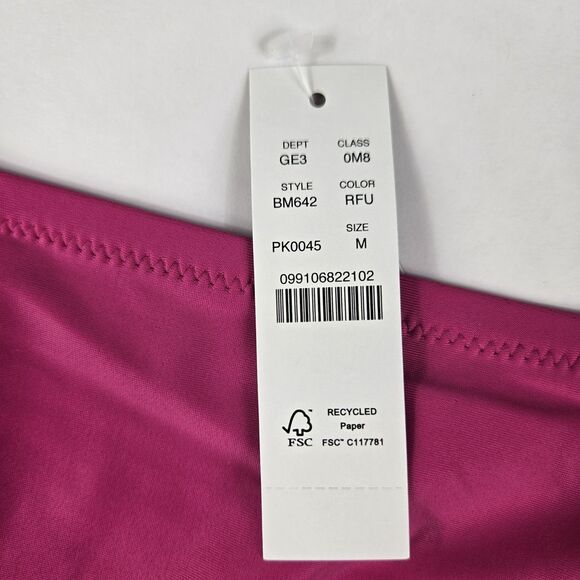 DEPT CLASS
GE3 0M8
STYLE COLOR
BM642 RFU
SIZE
PK0045 M
099106822102
RECYCLED
Paper
FSC FSC™ C117781